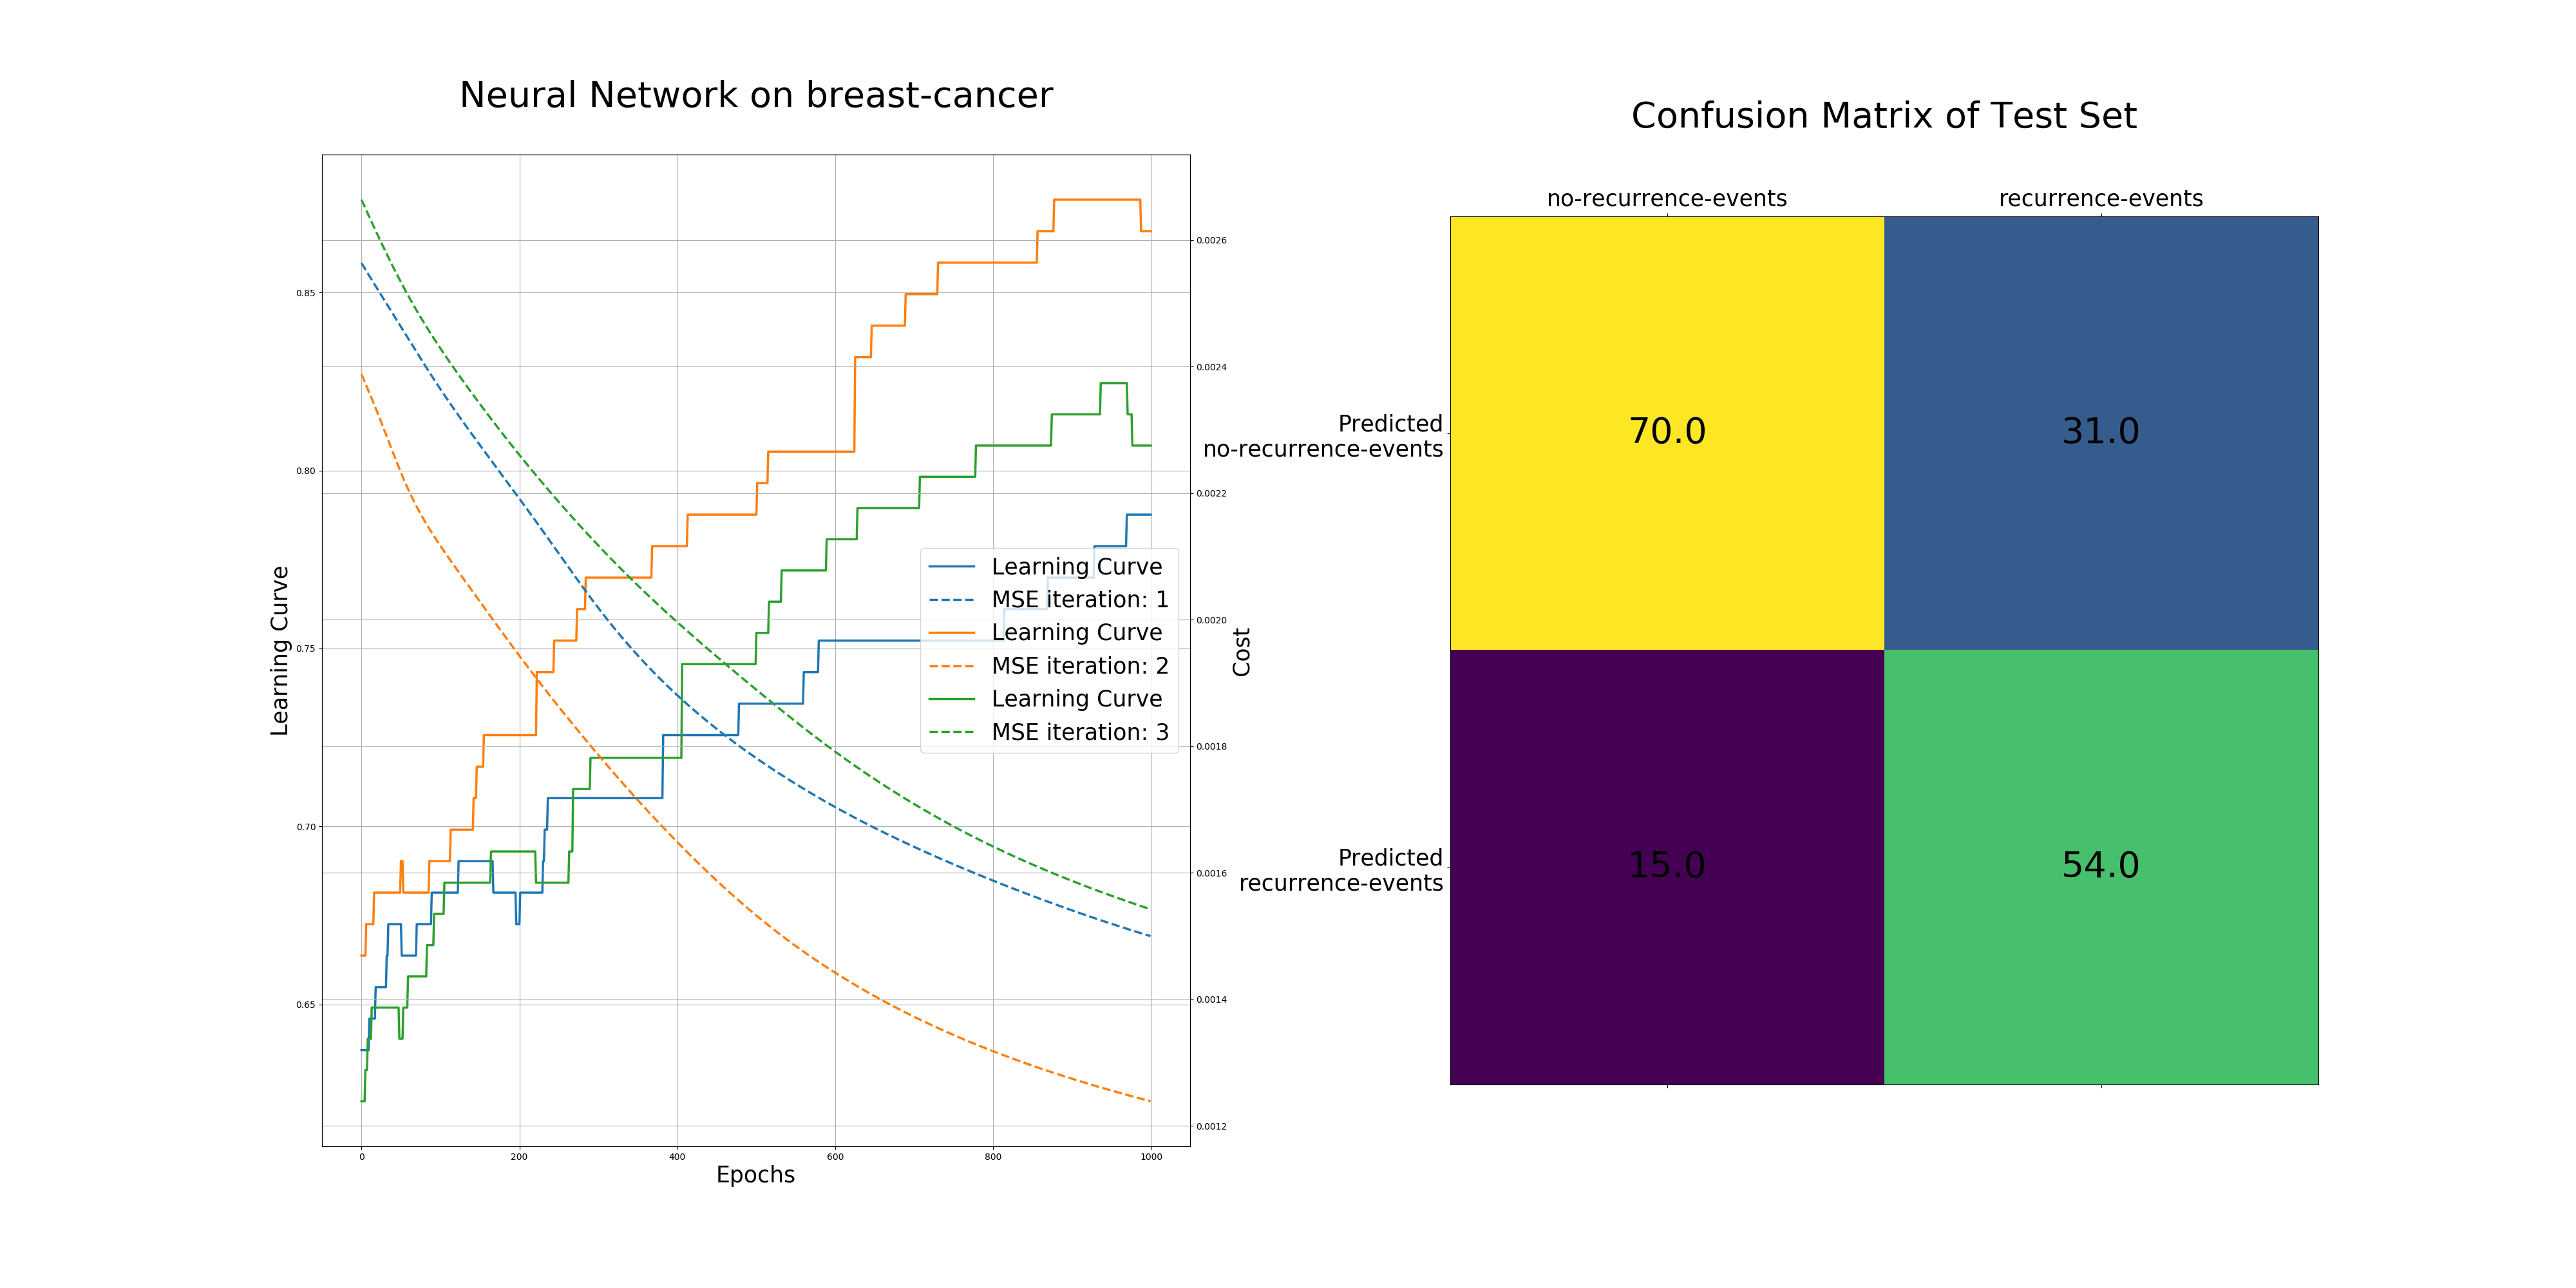 Neural Network on breast-cancer
Learning Curve
0.85
0.80
0.75
0.70
0.65
0
200
400
600
800
1000
Epochs
0.0026
0.0024
0.0022
0.0020
0.0018
0.0016
0.0014
0.0012
Cost
Learning Curve
MSE iteration: 1
Learning Curve
MSE iteration: 2
Learning Curve
MSE iteration: 3
Confusion Matrix of Test Set
no-recurrence-events
recurrence-events
Predicted
no-recurrence-events
70.0
31.0
Predicted
recurrence-events
15.0
54.0